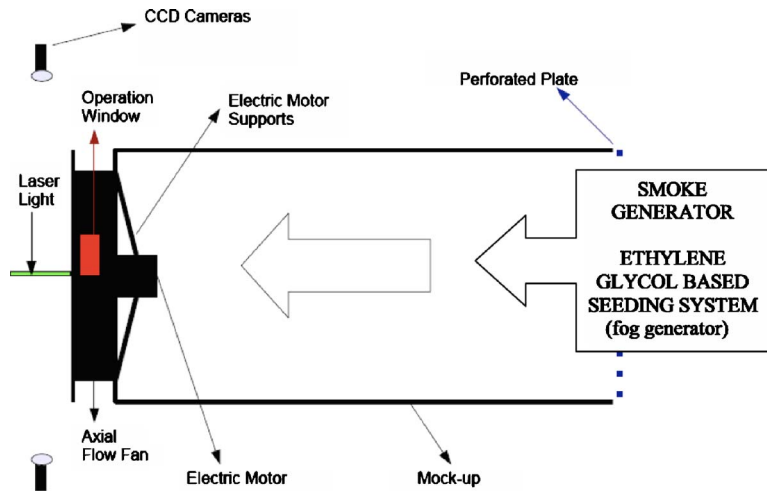 CCD Cameras
Operation
Window
Electric Motor
Supports
Perforated Plate
Laser
Light
SMOKE
GENERATOR
ETHYLENE
GLYCOL BASED
SEEDING SYSTEM
(fog generator)
Axial
Flow Fan
Electric Motor
Mock-up